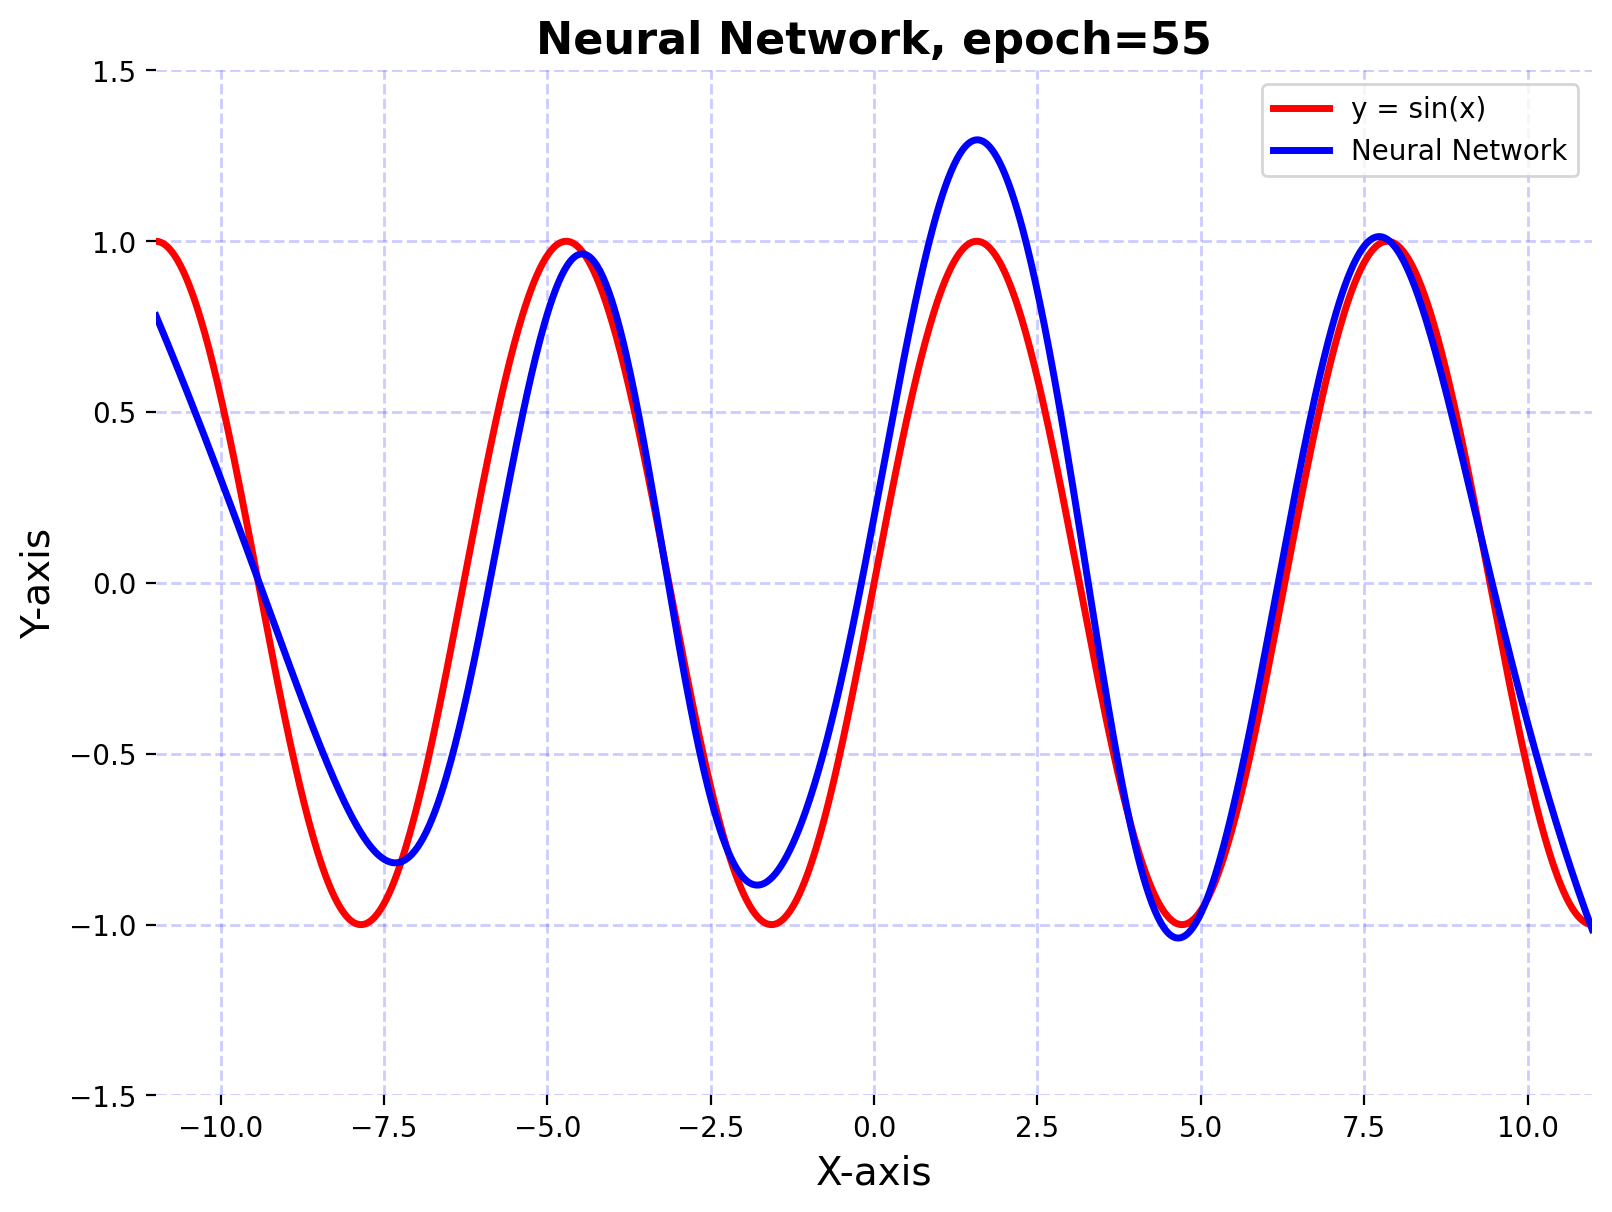 Neural Network, epoch=55
y = sin(x)
Neural Network
Y-axis
1.5
1.0
0.5
0.0
−0.5
−1.0
−1.5
−10.0 −7.5 −5.0 −2.5 0.0 2.5 5.0 7.5 10.0
X-axis